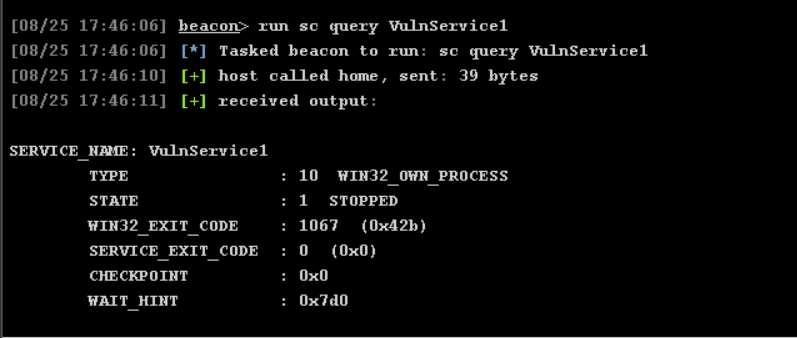 [08/25 17:46:06] beacon> run sc query VulnService1
[08/25 17:46:06] [*] Tasked beacon to run: sc query VulnService1
[08/25 17:46:10] [+] host called home, sent: 39 bytes
[08/25 17:46:11] [+] received output:
SERVICE_NAME: VulnService1
TYPE : 10 WIN32_OWN_PROCESS
STATE : 1 STOPPED
WIN32_EXIT_CODE : 1067 (0x42b)
SERVICE_EXIT_CODE : 0 (0x0)
CHECKPOINT : 0x0
WAIT_HINT : 0x7d0